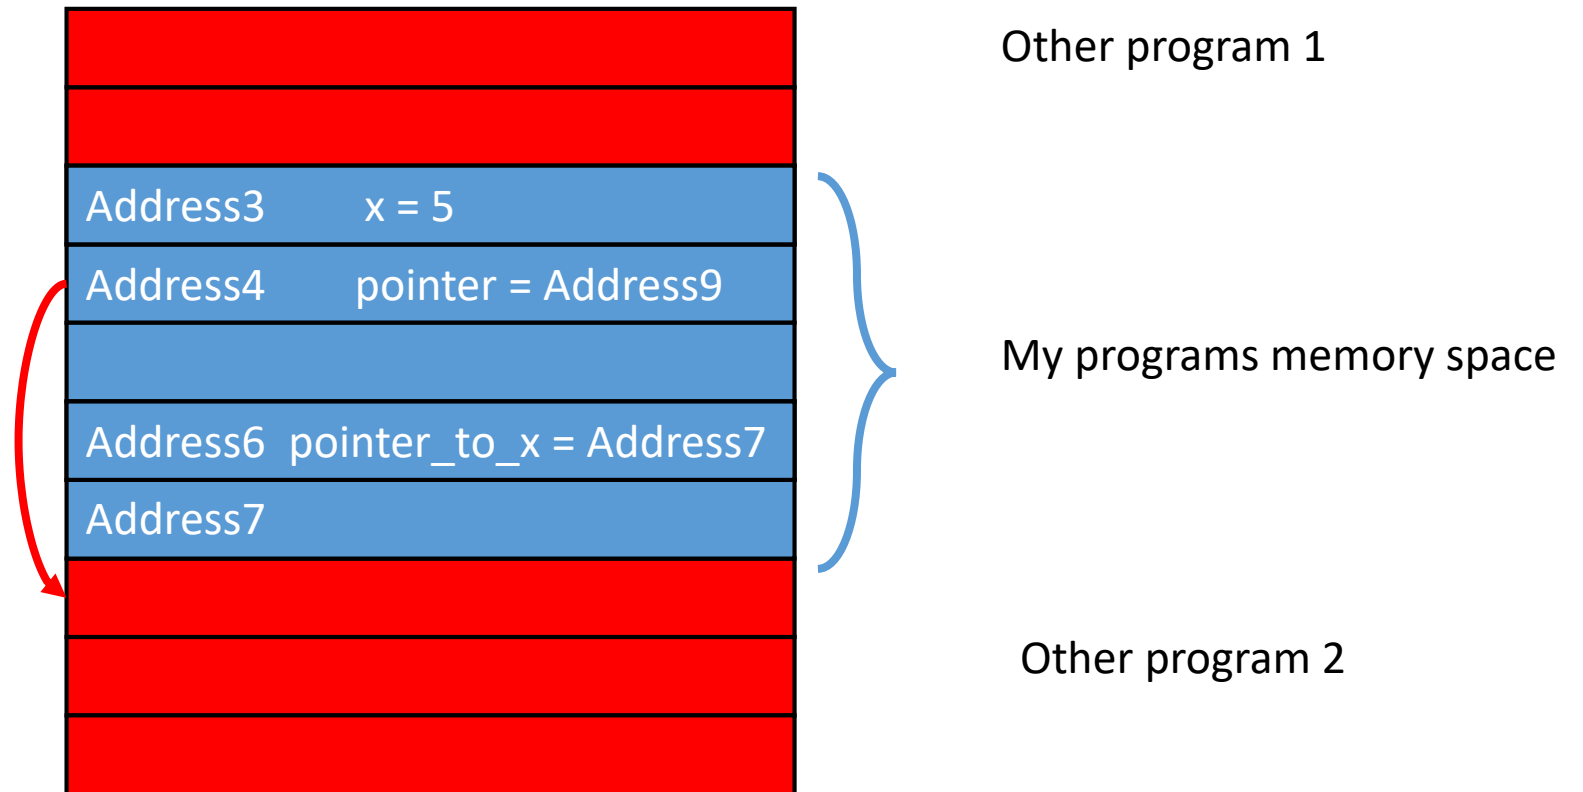 Other program 1
Address3 x = 5
Address4 pointer = Address9
My programs memory space
Address6 pointer_to_x = Address7
Address7
Other program 2